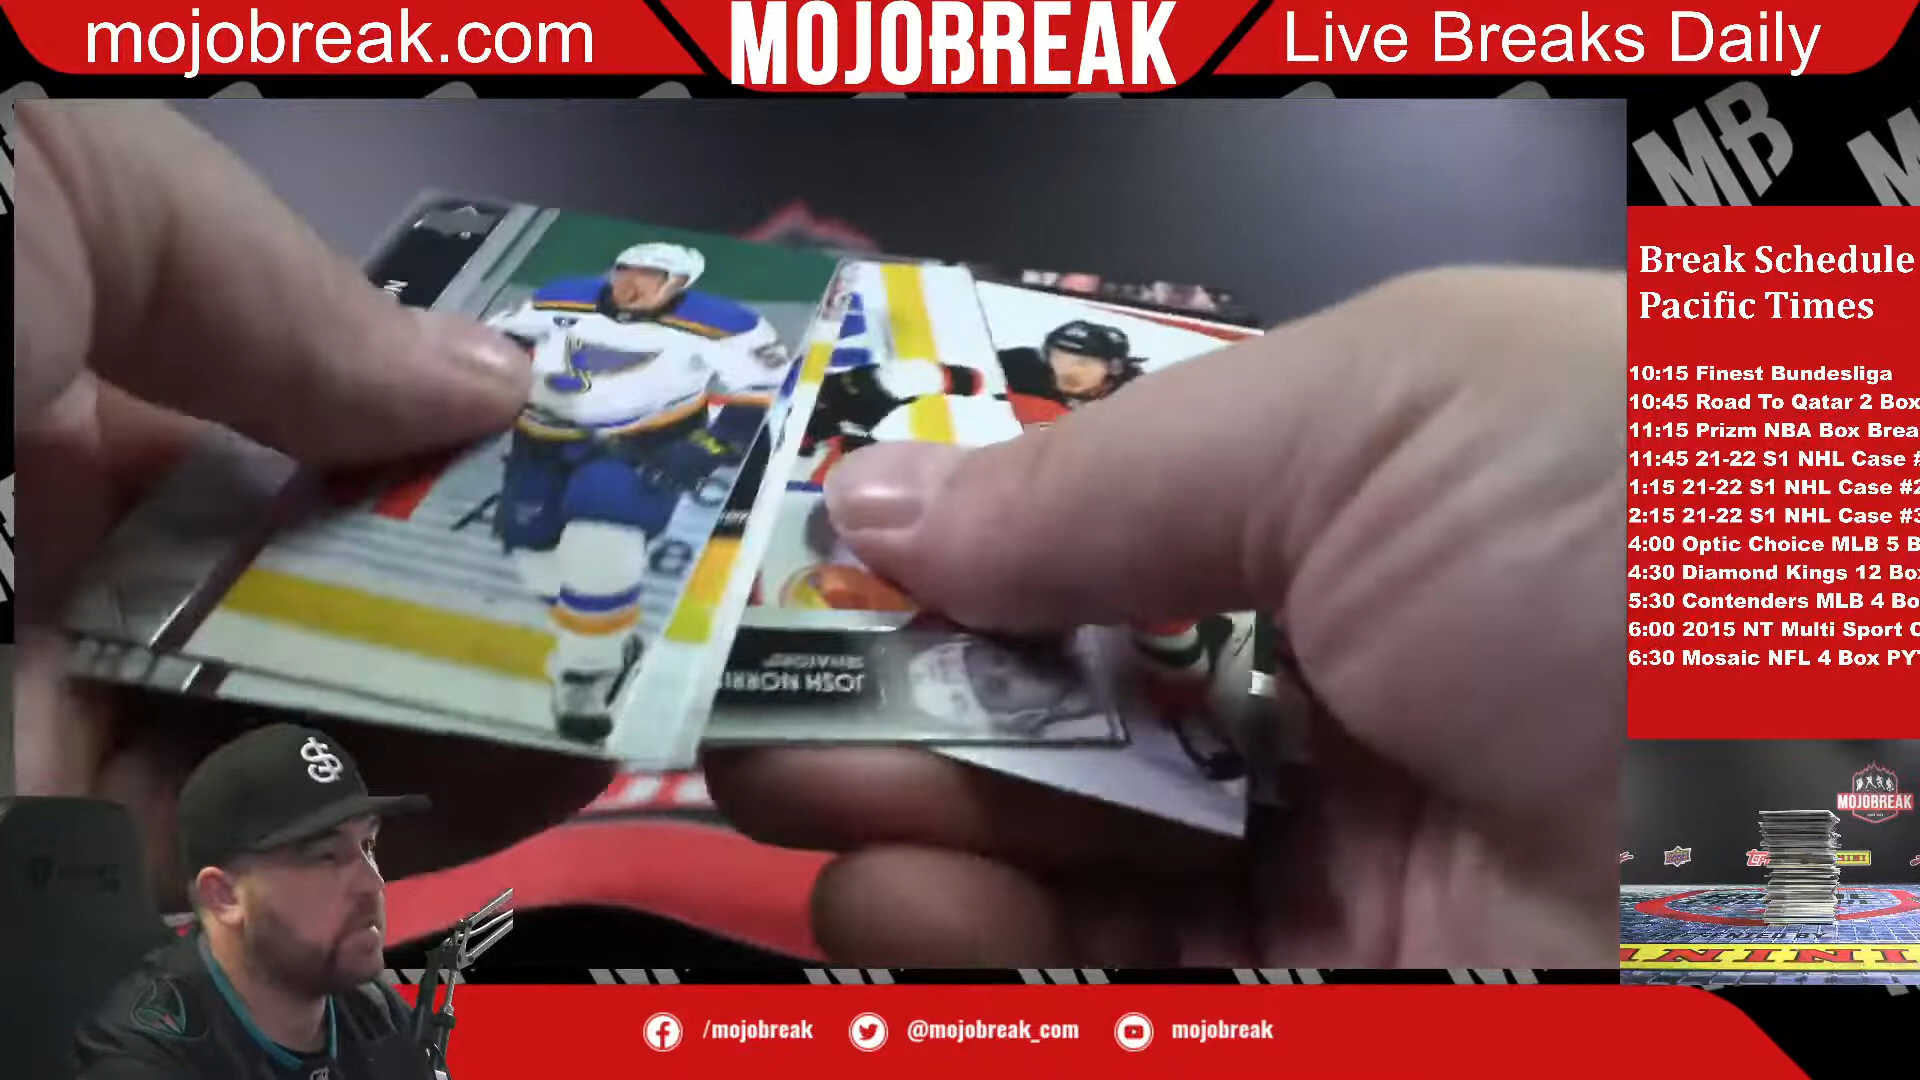 mojobreak.com
MOJOBREAK
Live Breaks Daily
MB
Break Schedule
Pacific Times
10:15 Finest Bundesliga
10:45 Road To Qatar 2 Box
11:15 Prizm NBA Box Brea
11:45 21-22 S1 NHL Case #
1:15 21-22 S1 NHL Case #2
2:15 21-22 S1 NHL Case #3
4:00 Optic Choice MLB 5 B
4:30 Diamond Kings 12 Box
5:30 Contenders MLB 4 Bo
6:00 2015 NT Multi Sport C
6:30 Mosaic NFL 4 Box PY
JOSH NORRI
SENATORS
MOJOBREAK
/mojobreak
@mojobreak_com
mojobreak